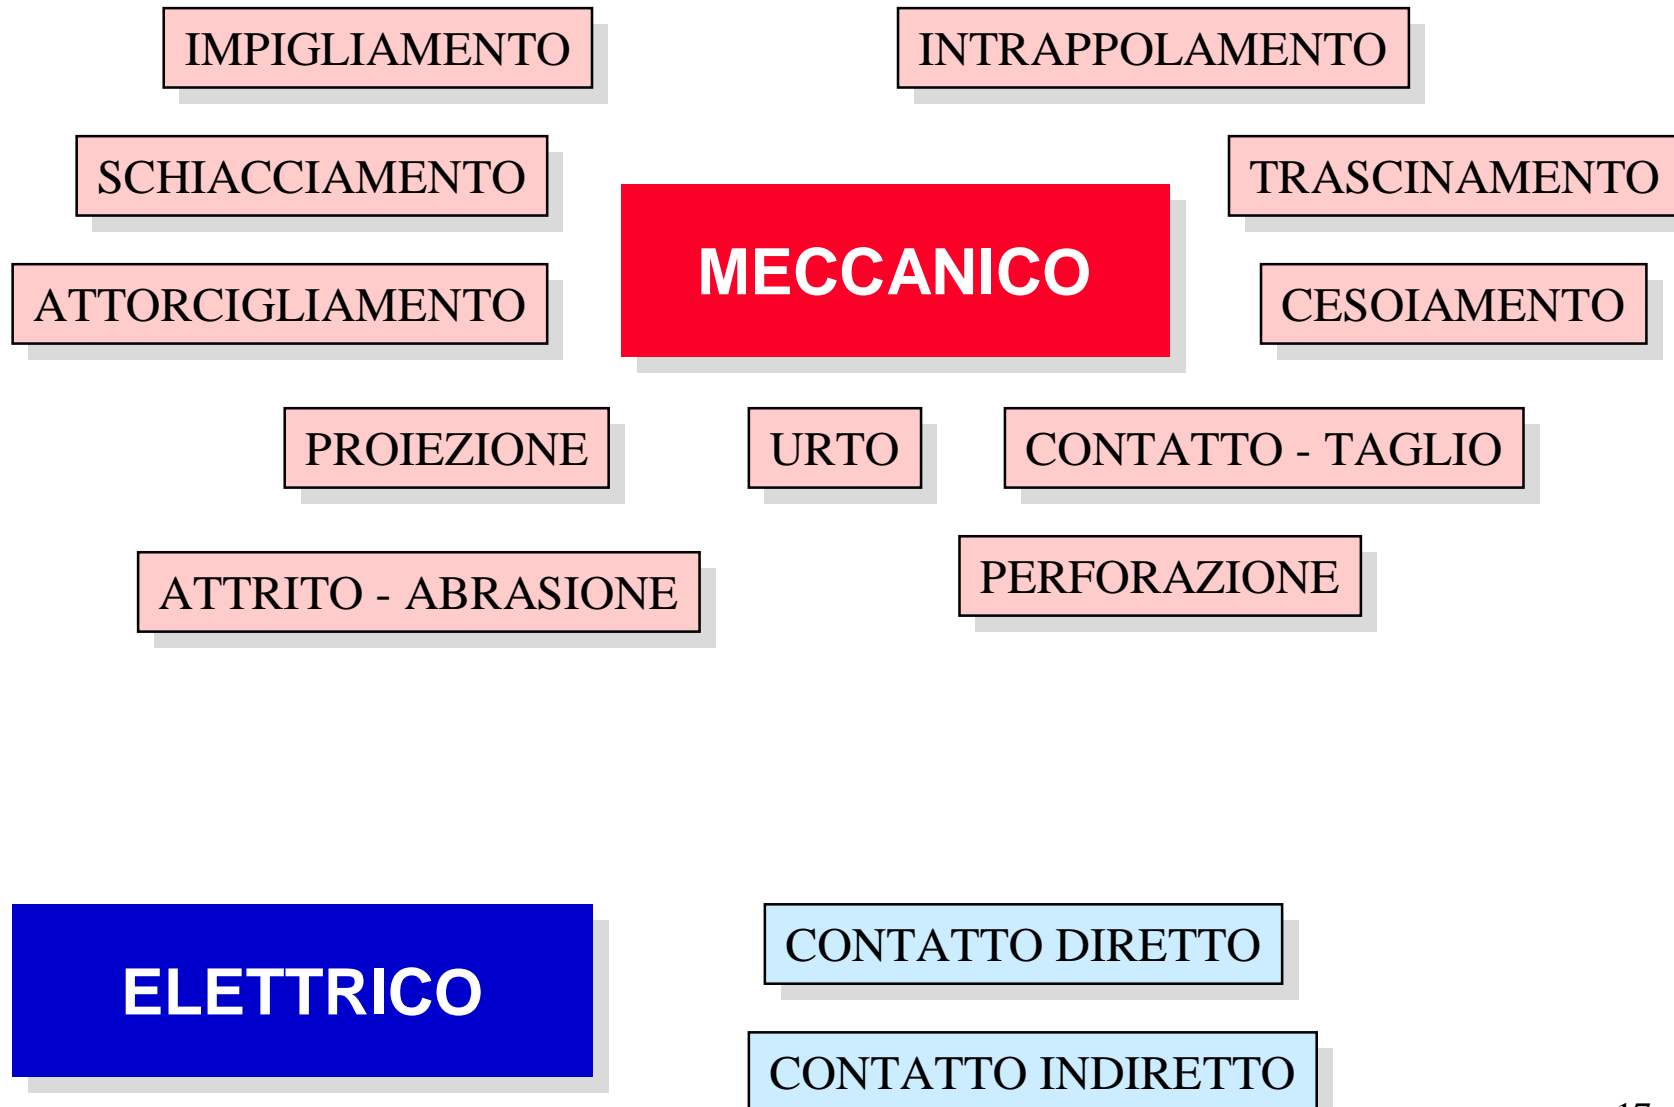 IMPIGLIAMENTO
INTRAPPOLAMENTO
SCHIACCIAMENTO
TRASCINAMENTO
MECCANICO
ATTORCIGLIAMENTO
CESOIAMENTO
PROIEZIONE
URTO
CONTATTO - TAGLIO
PERFORAZIONE
ATTRITO - ABRASIONE
ELETTRICO
CONTATTO DIRETTO
CONTATTO INDIRETTO